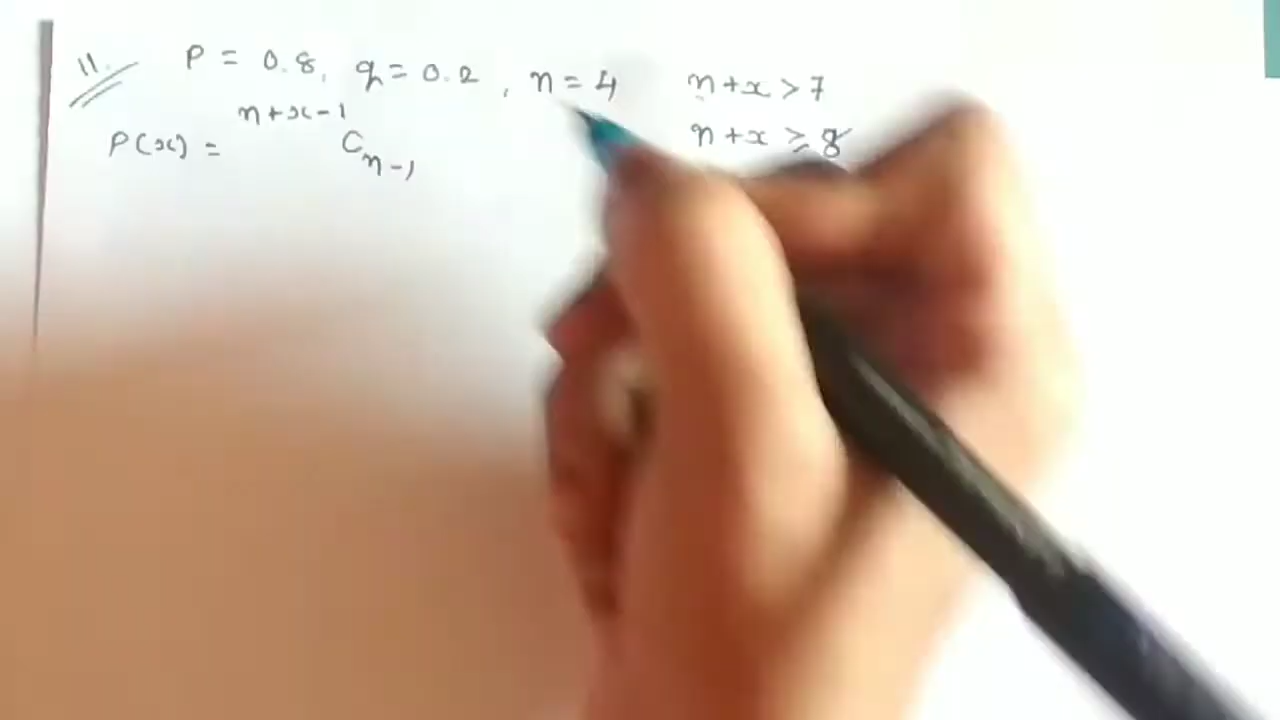 11. P = 0.8, q = 0.2, n = 4 n+x > 7
n+x ≥ 8
P(x) = n+x-1 C n-1